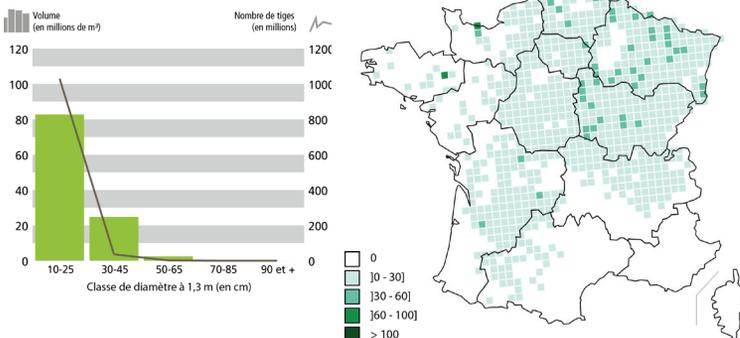 Volume
(en millions de m³)
Nombre de tiges
(en millions)
120
100
80
60
40
20
0
1200
1000
800
600
400
200
0
10-25 30-45 50-65 70-85 90 et +
Classe de diamètre à 1,3 m (en cm)
0
]0 - 30]
]30 - 60]
]60 - 100]
> 100